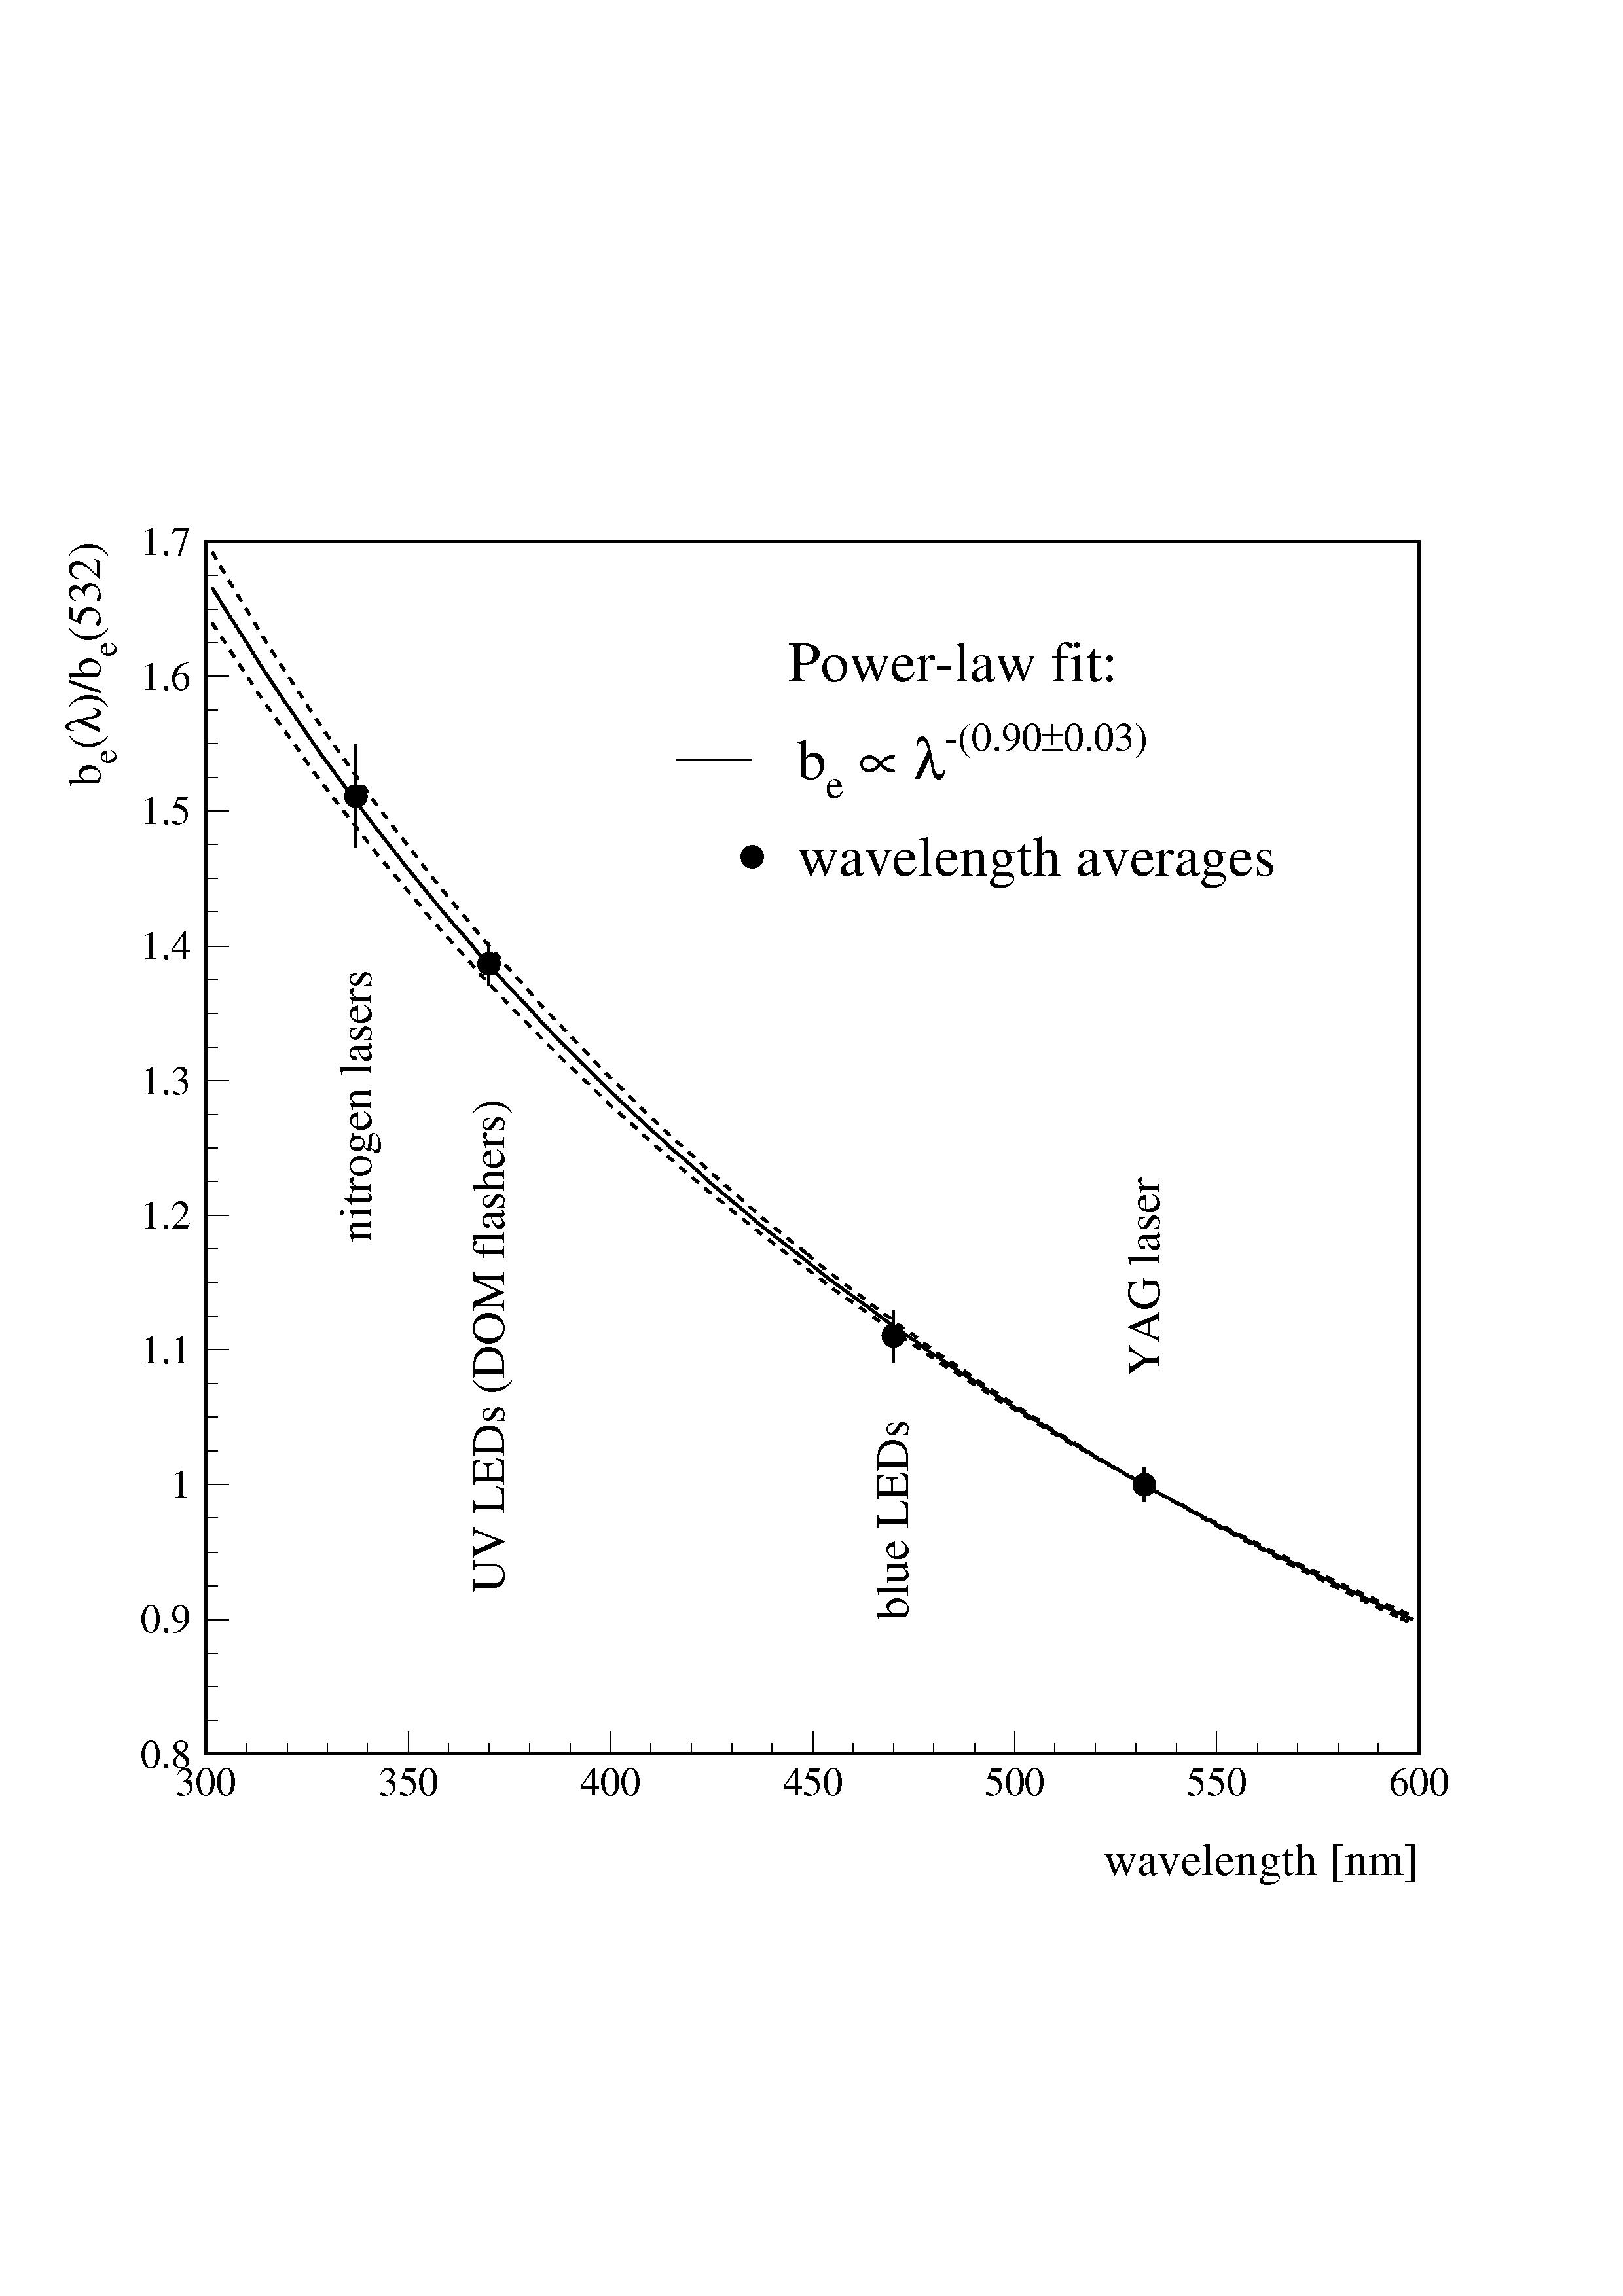 b_e(λ)/b_e(532)
1.7
1.6
1.5
1.4
1.3
1.2
1.1
1
0.9
0.8
Power-law fit:
b_e ∝ λ^-(0.90±0.03)
wavelength averages
nitrogen lasers
UV LEDs (DOM flashers)
blue LEDs
YAG laser
300 350 400 450 500 550 600
wavelength [nm]